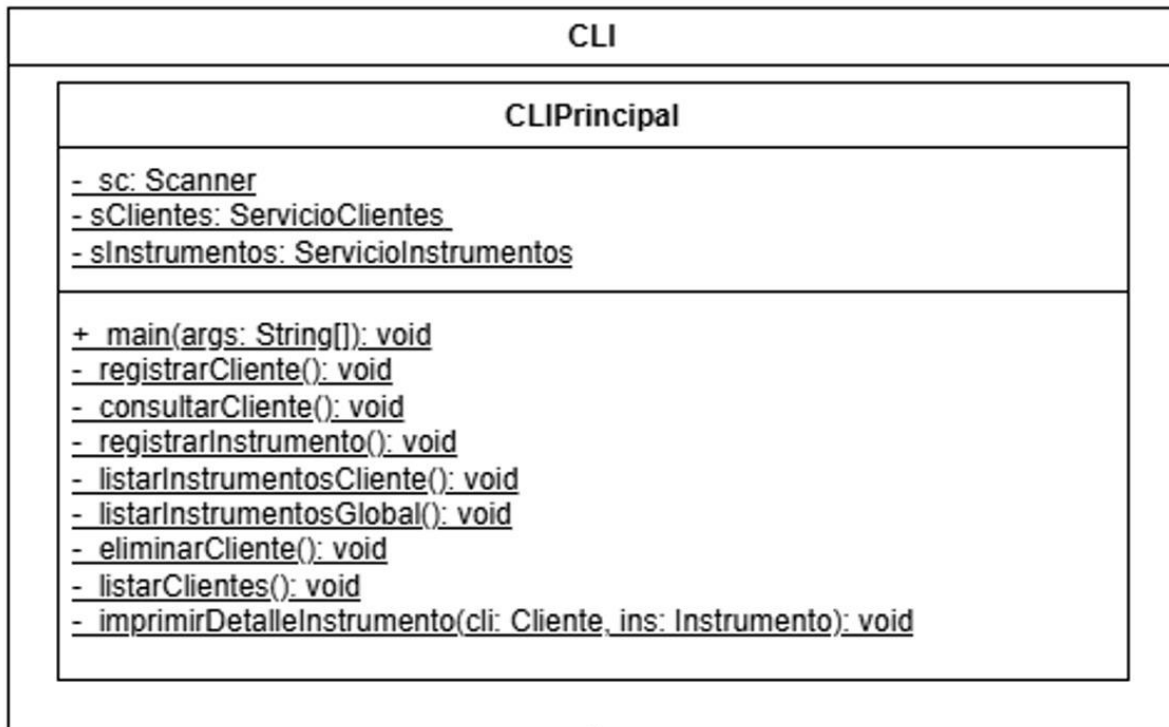 CLI
CLIPrincipal
- sc: Scanner
- sClientes: ServicioClientes
- sInstrumentos: ServicioInstrumentos
+ main(args: String[]): void
- registrarCliente(): void
- consultarCliente(): void
- registrarInstrumento(): void
- listarInstrumentosCliente(): void
- listarInstrumentosGlobal(): void
- eliminarCliente(): void
- listarClientes(): void
- imprimirDetalleInstrumento(cli: Cliente, ins: Instrumento): void